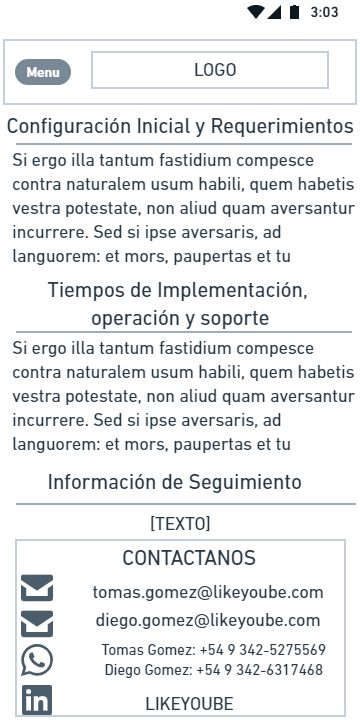 3:03
Menu
LOGO
Configuración Inicial y Requerimientos
Si ergo illa tantum fastidium compesce
contra naturalem usum habili, quem habetis
vestra potestate, non aliud quam aversantur
incurrere. Sed si ipse aversaris, ad
languorem: et mors, paupertas et tu
Tiempos de Implementación,
operación y soporte
Si ergo illa tantum fastidium compesce
contra naturalem usum habili, quem habetis
vestra potestate, non aliud quam aversantur
incurrere. Sed si ipse aversaris, ad
languorem: et mors, paupertas et tu
Información de Seguimiento
[TEXTO]
CONTACTANOS
tomas.gomez@likeyoube.com
diego.gomez@likeyoube.com
Tomas Gomez: +54 9 342-5275569
Diego Gomez: +54 9 342-6317468
in
LIKEYOUBE